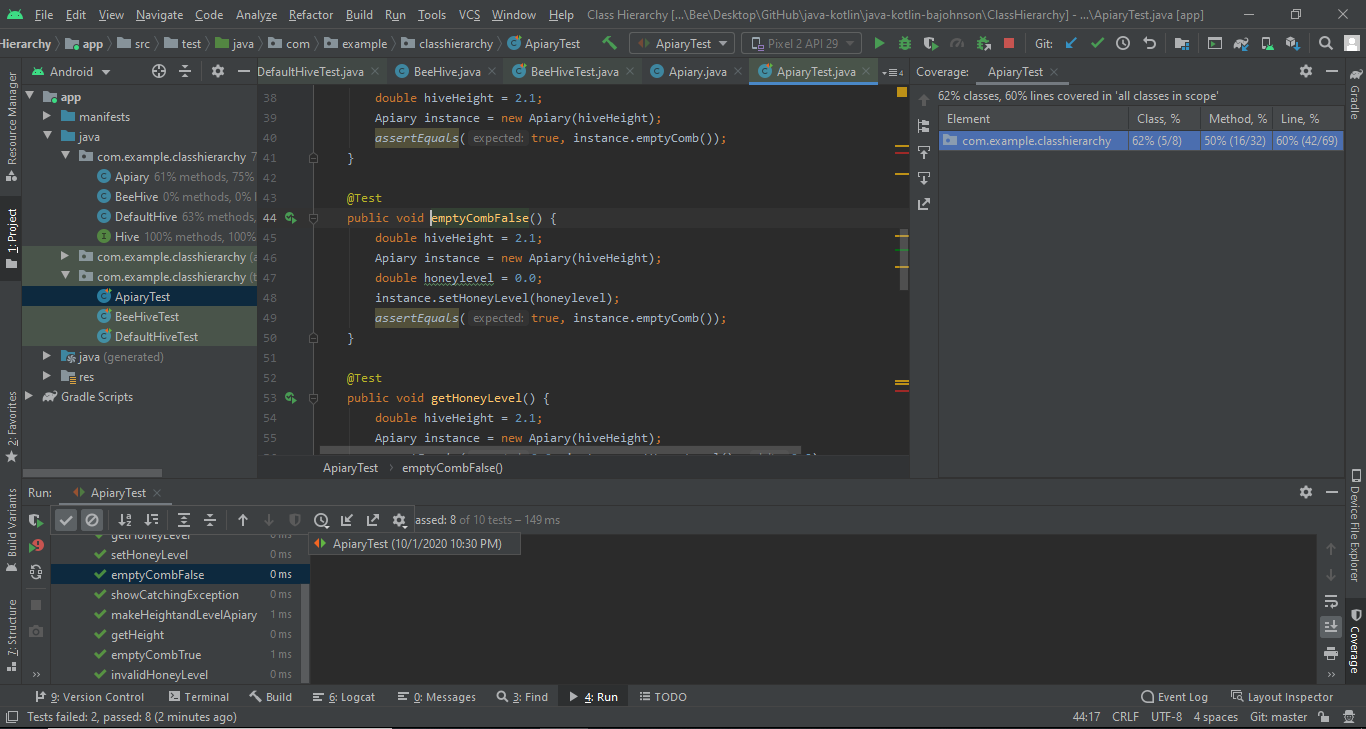 File Edit View Navigate Code Analyze Refactor Build Run Tools VCS Window Help Class Hierarchy [...\Bee\Desktop\GitHub\java-kotlin\java-kotlin-bajohnson\ClassHierarchy] - ...\ApiaryTest.java [app]
Hierarchy app src test java com example classhierarchy ApiaryTest ApiaryTest Pixel 2 API 29 Git:
Android DefaultHiveTest.java BeeHive.java BeeHiveTest.java Apiary.java ApiaryTest.java 4
Coverage: ApiaryTest
Resource Manager
1: Project
2: Favorites
Build Variants
7: Structure
app
manifests
java
com.example.classhierarchy 7
Apiary 61% methods, 75%
BeeHive 0% methods, 0%
DefaultHive 63% methods,
Hive 100% methods, 100%
com.example.classhierarchy (a
com.example.classhierarchy (t
ApiaryTest
BeeHiveTest
DefaultHiveTest
java (generated)
res
Gradle Scripts
38 double hiveHeight = 2.1;
39 Apiary instance = new Apiary(hiveHeight);
40 assertEquals( expected: true, instance.emptyComb());
41 }
42
43 @Test
44 public void emptyCombFalse() {
45 double hiveHeight = 2.1;
46 Apiary instance = new Apiary(hiveHeight);
47 double honeylevel = 0.0;
48 instance.setHoneyLevel(honeylevel);
49 assertEquals( expected: true, instance.emptyComb());
50 }
51
52 @Test
53 public void getHoneyLevel() {
54 double hiveHeight = 2.1;
55 Apiary instance = new Apiary(hiveHeight);
ApiaryTest › emptyCombFalse()
62% classes, 60% lines covered in 'all classes in scope'
Element Class, % Method, % Line, %
com.example.classhierarchy 62% (5/8) 50% (16/32) 60% (42/69)
Gradle
Device File Explorer
Coverage
Run: ApiaryTest
assed: 8 of 10 tests – 149 ms
ApiaryTest (10/1/2020 10:30 PM)
getHoneyLevel 0 ms
setHoneyLevel 0 ms
emptyCombFalse 0 ms
showCatchingException 0 ms
makeHeightandLevelApiary 1 ms
getHeight 0 ms
emptyCombTrue 1 ms
invalidHoneyLevel 0 ms
9: Version Control Terminal Build 6: Logcat 0: Messages 3: Find 4: Run TODO Event Log Layout Inspector
Tests failed: 2, passed: 8 (2 minutes ago) 44:17 CRLF UTF-8 4 spaces Git: master